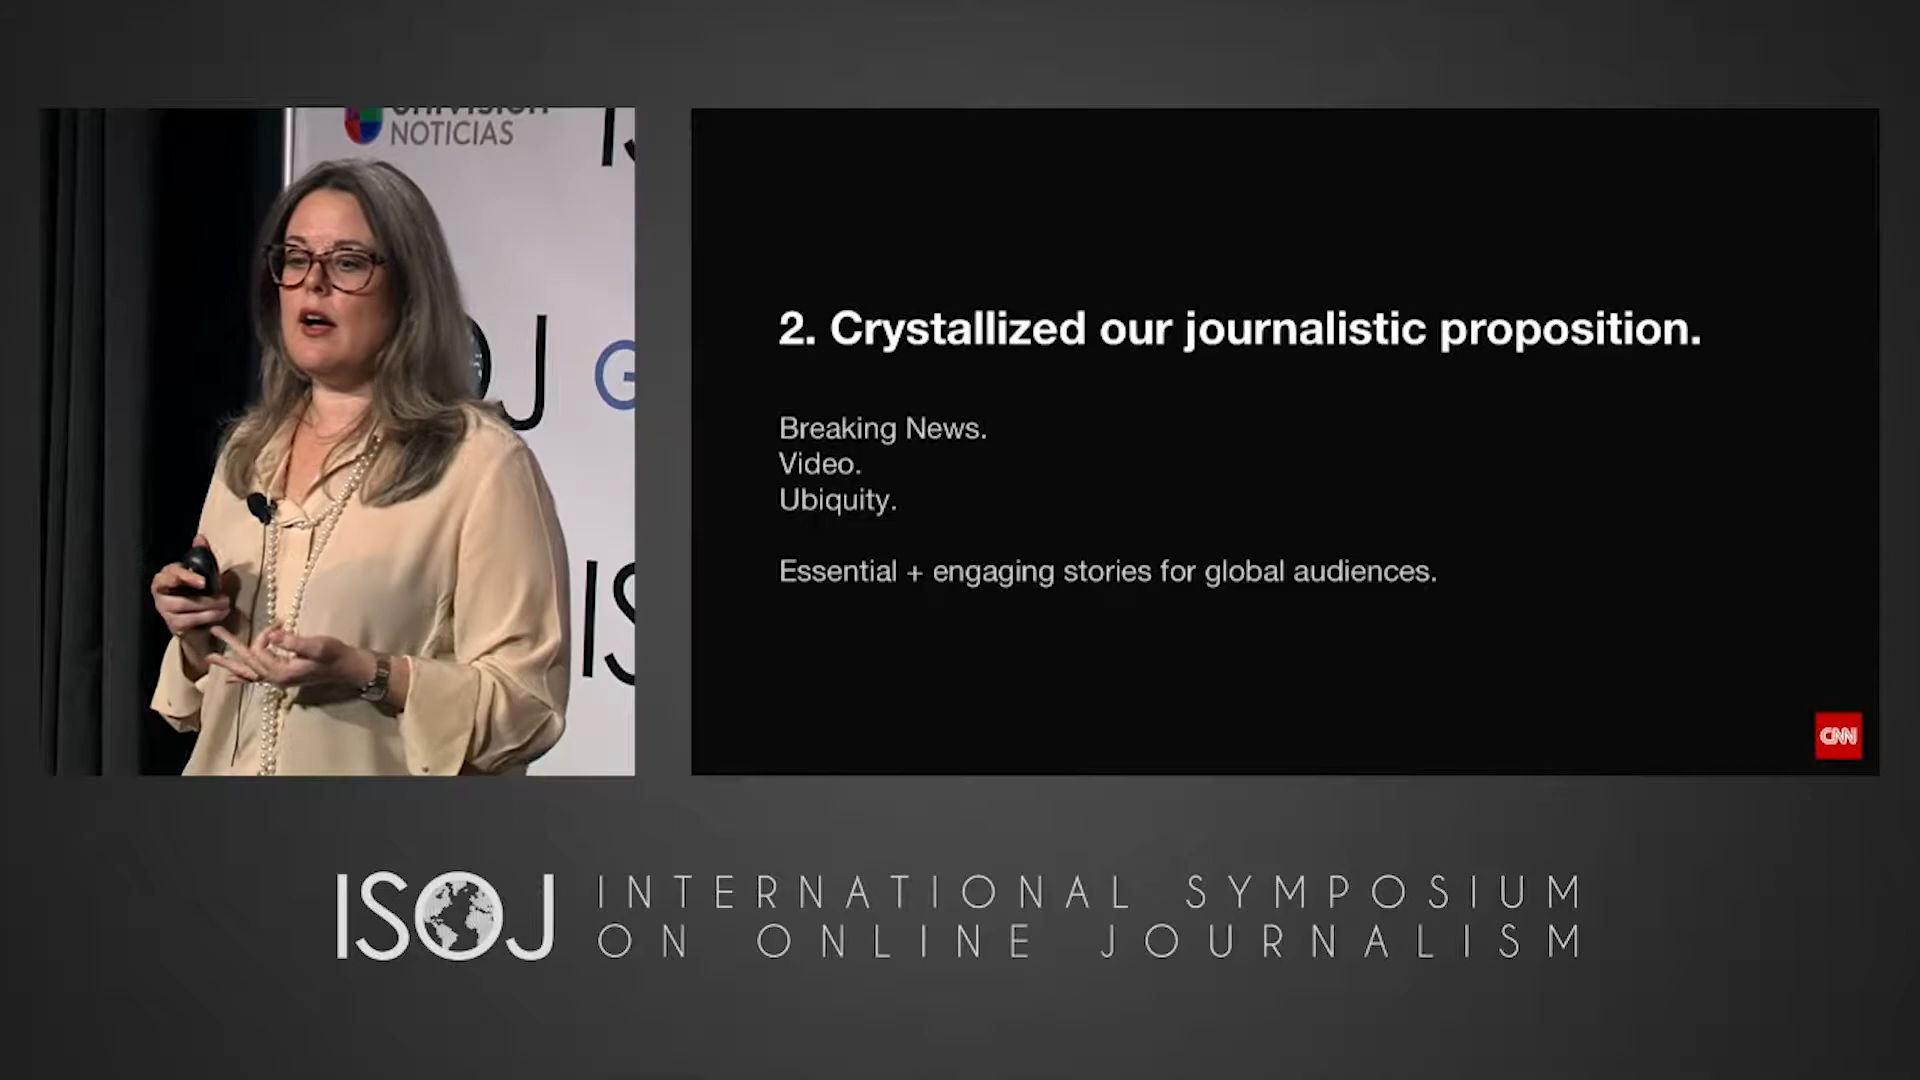 NOTICIAS
2. Crystallized our journalistic proposition.
Breaking News.
Video.
Ubiquity.
Essential + engaging stories for global audiences.
CNN
ISOJ
INTERNATIONAL SYMPOSIUM
ON ONLINE JOURNALISM